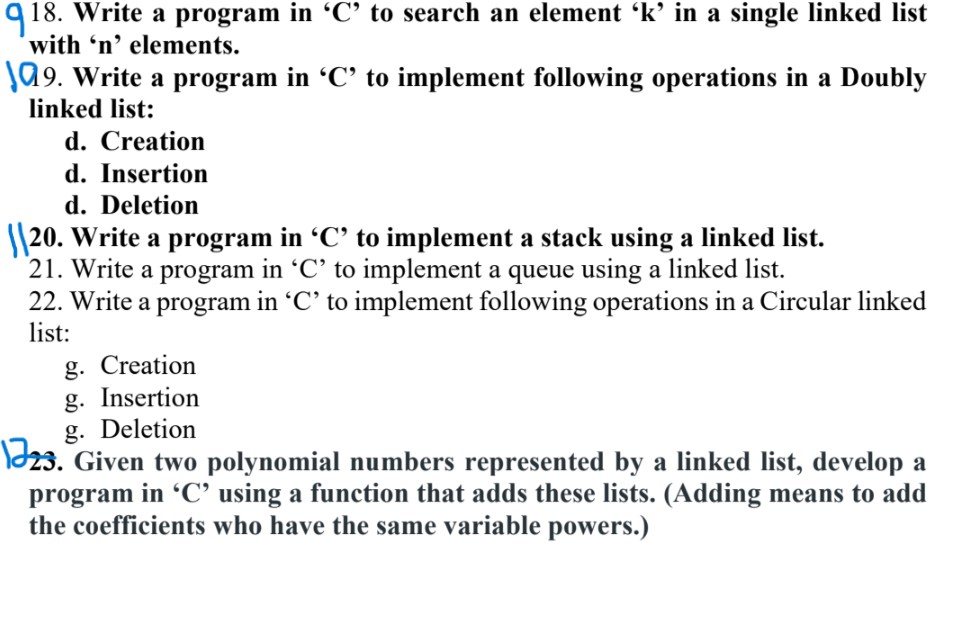 9 18. Write a program in ‘C’ to search an element ‘k’ in a single linked list
with ‘n’ elements.
10 19. Write a program in ‘C’ to implement following operations in a Doubly
linked list:
d. Creation
d. Insertion
d. Deletion
11 20. Write a program in ‘C’ to implement a stack using a linked list.
21. Write a program in ‘C’ to implement a queue using a linked list.
22. Write a program in ‘C’ to implement following operations in a Circular linked
list:
g. Creation
g. Insertion
g. Deletion
12 23. Given two polynomial numbers represented by a linked list, develop a
program in ‘C’ using a function that adds these lists. (Adding means to add
the coefficients who have the same variable powers.)